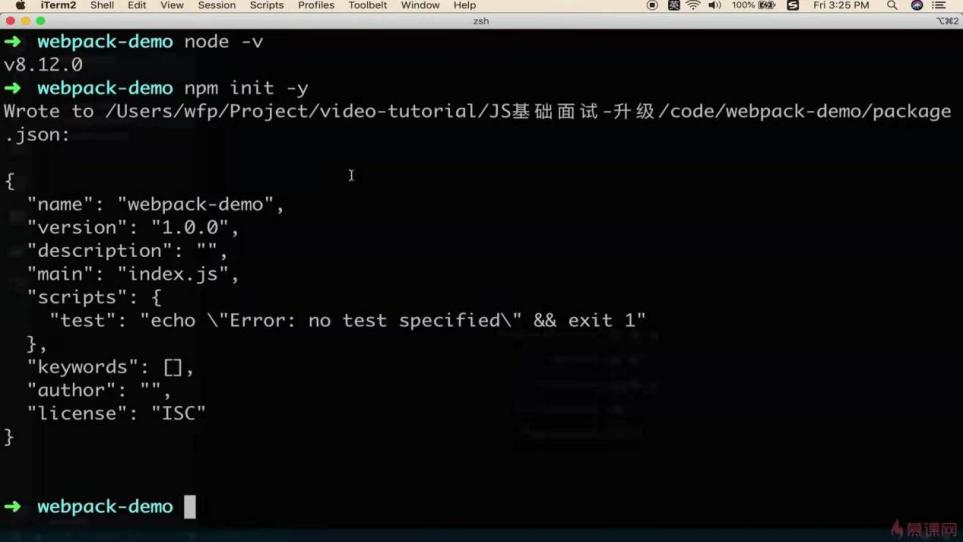 iTerm2 Shell Edit View Session Scripts Profiles Toolbelt Window Help 英 100% Fri 3:25 PM
zsh ⌥⌘2
➜ webpack-demo node -v
v8.12.0
➜ webpack-demo npm init -y
Wrote to /Users/wfp/Project/video-tutorial/JS基础面试-升级/code/webpack-demo/package
.json:
{
"name": "webpack-demo",
"version": "1.0.0",
"description": "",
"main": "index.js",
"scripts": {
"test": "echo \"Error: no test specified\" && exit 1"
},
"keywords": [],
"author": "",
"license": "ISC"
}
➜ webpack-demo
慕课网